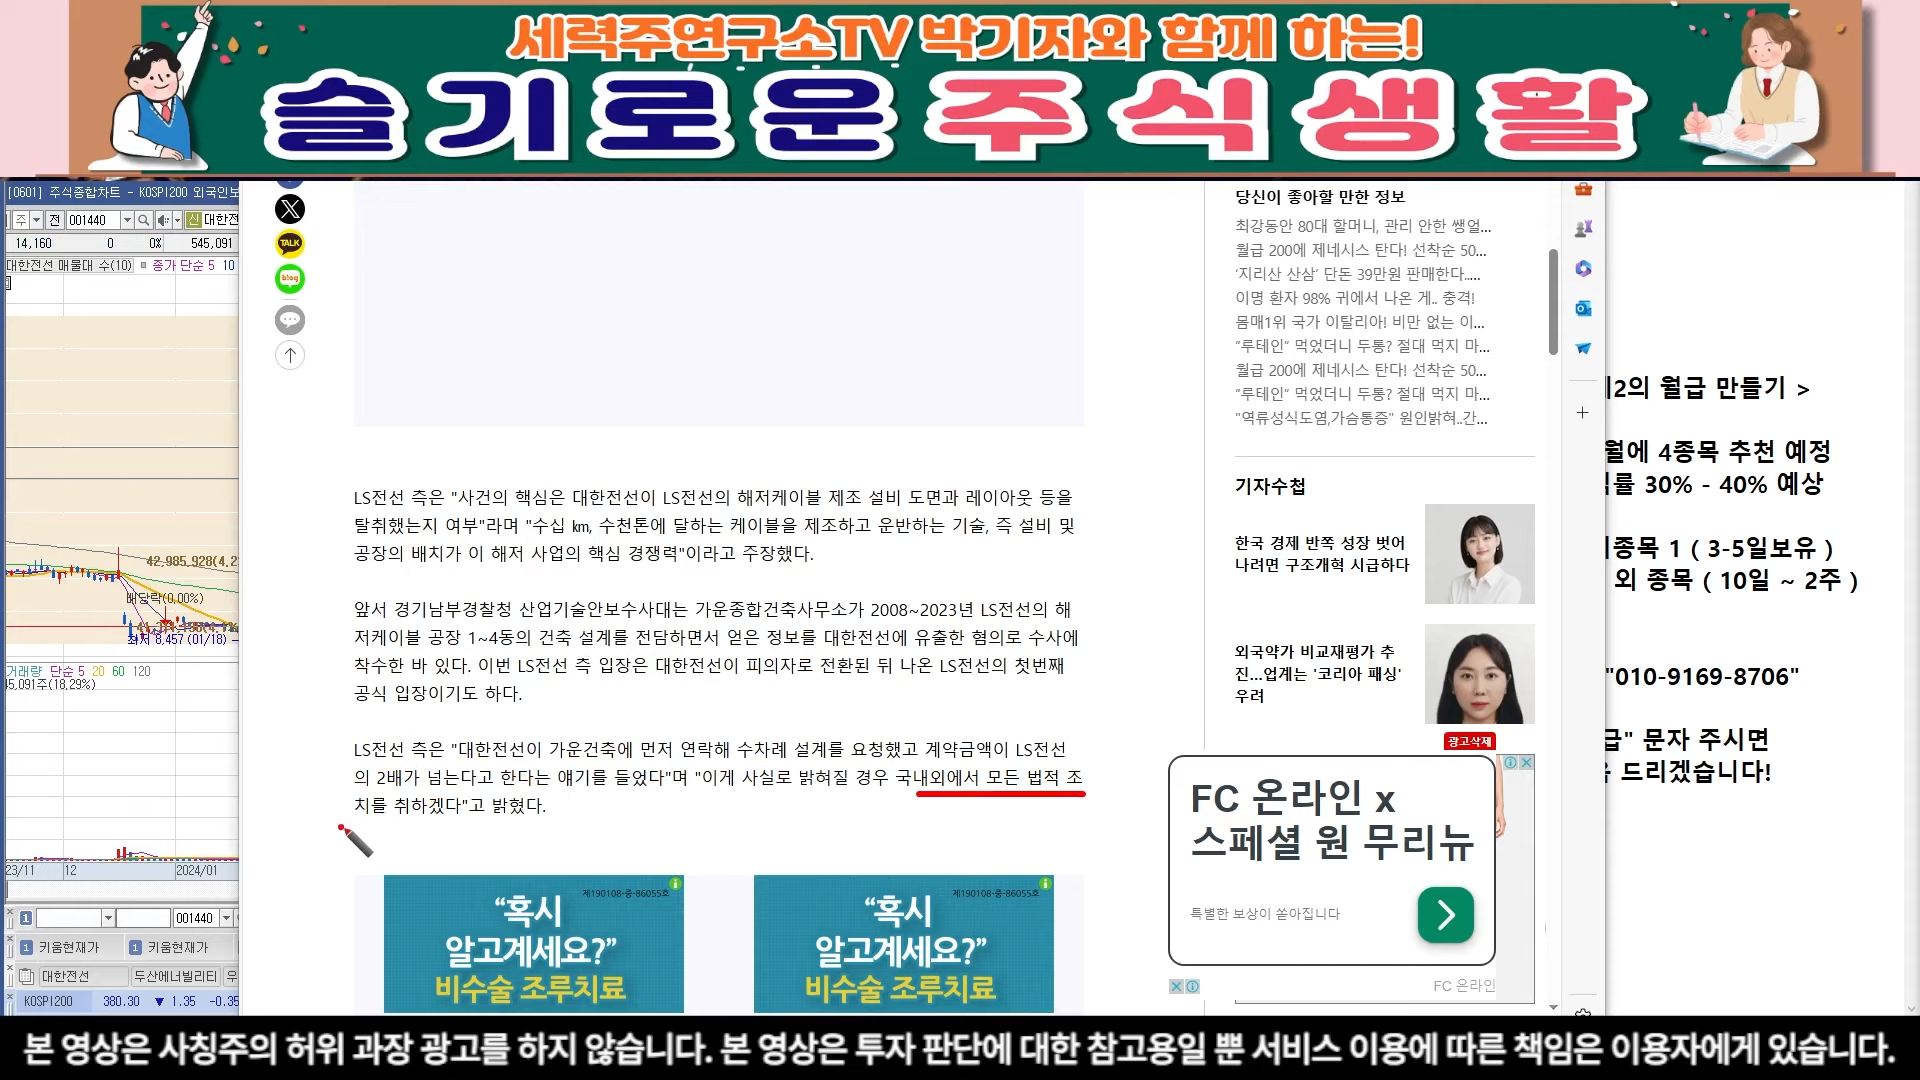 세력주연구소TV 박기자와 함께 하는!
슬기로운 주식생활
[0601] 주식종합차트 - KOSPI200 외국인보
주 전 001440 신 대한전
14,160 0 0% 545,091
대한전선 매물대 수(10) 종가 단순 5 10
42,985,928(4,2
배당락(0,00%)
최저 8,457 (01/18)
거래량 단순 5 20 60 120
45,091주(18,29%)
23/11 12 2024/01
1 001440
1 키움현재가 1 키움현재가
대한전선 두산에너빌리티 우
KOSPI200 380.30 ▼ 1.35 -0.35
TALK
blog
LS전선 측은 "사건의 핵심은 대한전선이 LS전선의 해저케이블 제조 설비 도면과 레이아웃 등을
탈취했는지 여부"라며 "수십 ㎞, 수천톤에 달하는 케이블을 제조하고 운반하는 기술, 즉 설비 및
공장의 배치가 이 해저 사업의 핵심 경쟁력"이라고 주장했다.
앞서 경기남부경찰청 산업기술안보수사대는 가운종합건축사무소가 2008~2023년 LS전선의 해
저케이블 공장 1~4동의 건축 설계를 전담하면서 얻은 정보를 대한전선에 유출한 혐의로 수사에
착수한 바 있다. 이번 LS전선 측 입장은 대한전선이 피의자로 전환된 뒤 나온 LS전선의 첫번째
공식 입장이기도 하다.
LS전선 측은 "대한전선이 가운건축에 먼저 연락해 수차례 설계를 요청했고 계약금액이 LS전선
의 2배가 넘는다고 한다는 얘기를 들었다"며 "이게 사실로 밝혀질 경우 국내외에서 모든 법적 조
치를 취하겠다"고 밝혔다.
제190108-중-86055호
“혹시
알고계세요?”
비수술 조루치료
제190108-중-86055호
“혹시
알고계세요?”
비수술 조루치료
당신이 좋아할 만한 정보
최강동안 80대 할머니, 관리 안한 쌩얼...
월급 200에 제네시스 탄다! 선착순 50...
‘지리산 산삼’ 단돈 39만원 판매한다.....
이명 환자 98% 귀에서 나온 게.. 충격!
몸매1위 국가 이탈리아! 비만 없는 이...
“루테인” 먹었더니 두통? 절대 먹지 마...
월급 200에 제네시스 탄다! 선착순 50...
“루테인” 먹었더니 두통? 절대 먹지 마...
"역류성식도염,가슴통증" 원인밝혀..간...
기자수첩
한국 경제 반쪽 성장 벗어
나려면 구조개혁 시급하다
외국약가 비교재평가 추
진...업계는 '코리아 패싱'
우려
광고삭제
FC 온라인 x
스페셜 원 무리뉴
특별한 보상이 쏟아집니다
FC 온라인
2의 월급 만들기 >
월에 4종목 추천 예정
률 30% - 40% 예상
종목 1 ( 3-5일보유 )
외 종목 ( 10일 ~ 2주 )
"010-9169-8706"
급" 문자 주시면
드리겠습니다!
본 영상은 사칭주의 허위 과장 광고를 하지 않습니다. 본 영상은 투자 판단에 대한 참고용일 뿐 서비스 이용에 따른 책임은 이용자에게 있습니다.